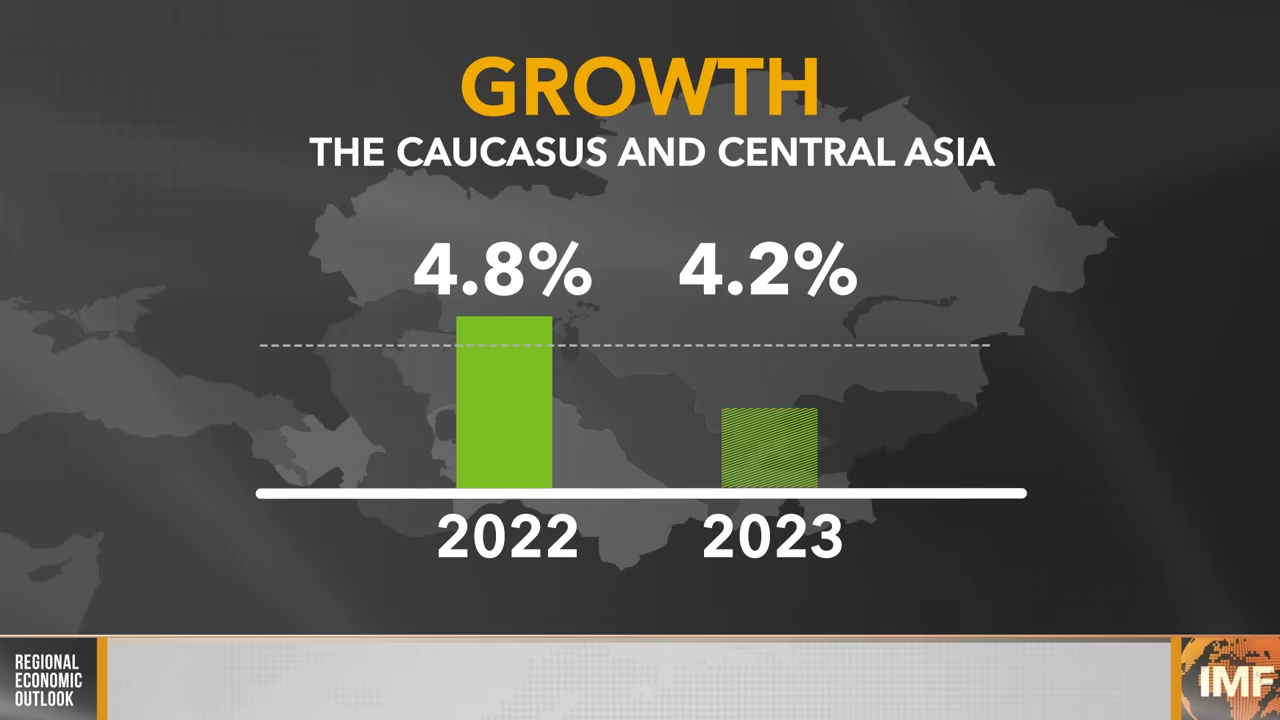 GROWTH
THE CAUCASUS AND CENTRAL ASIA
4.8% 4.2%
2022 2023
REGIONAL
ECONOMIC
OUTLOOK
IMF